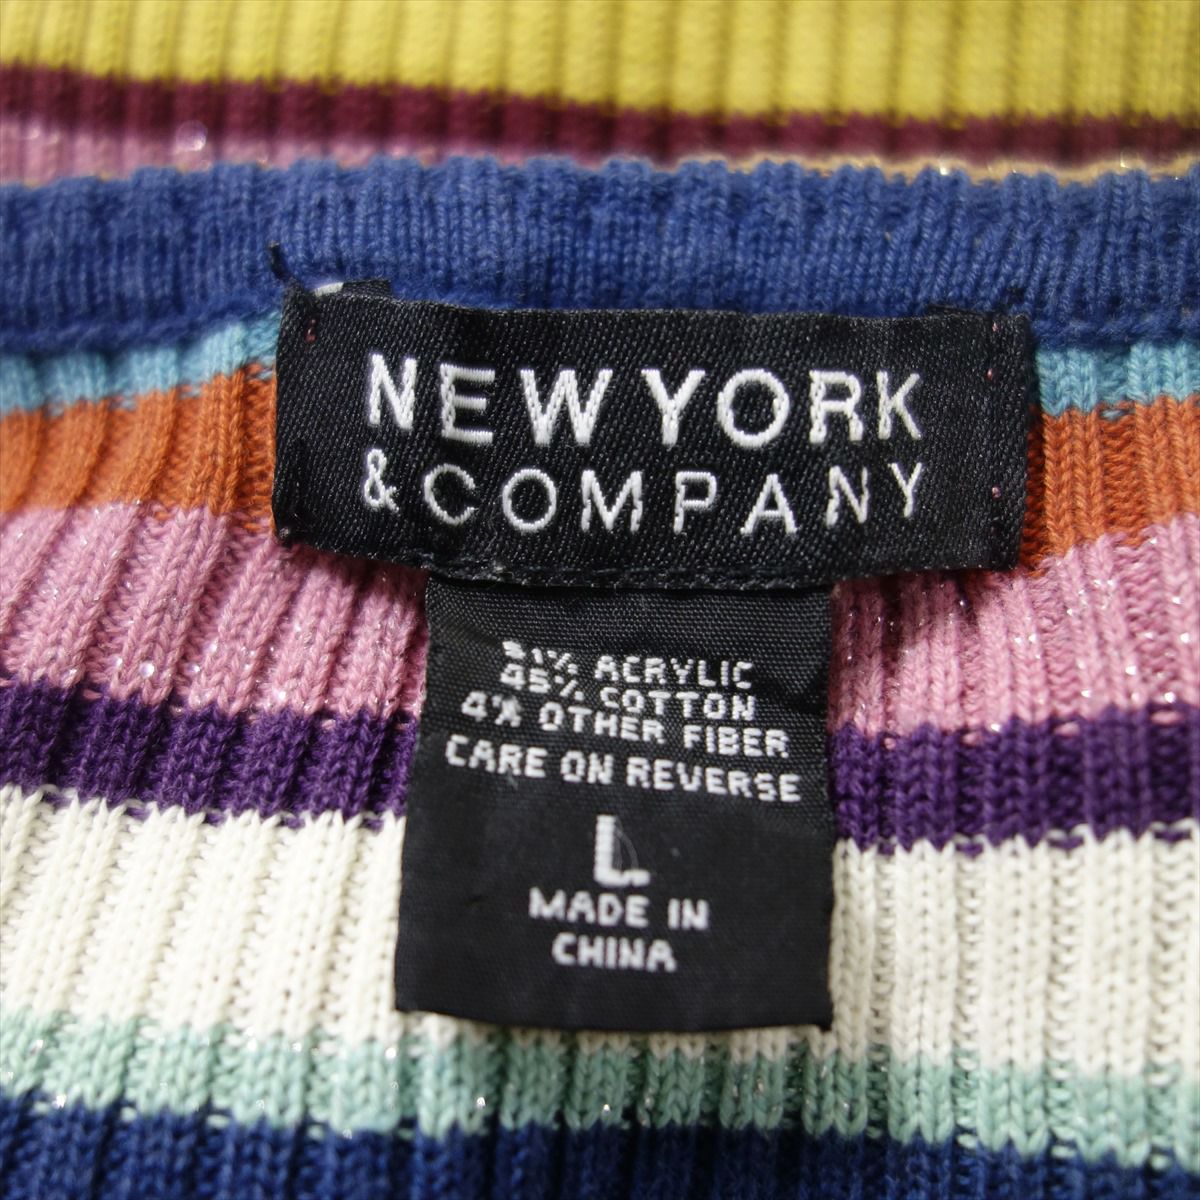 NEW YORK
& COMPANY
51% ACRYLIC
45% COTTON
4% OTHER FIBER
CARE ON REVERSE
L
MADE IN
CHINA